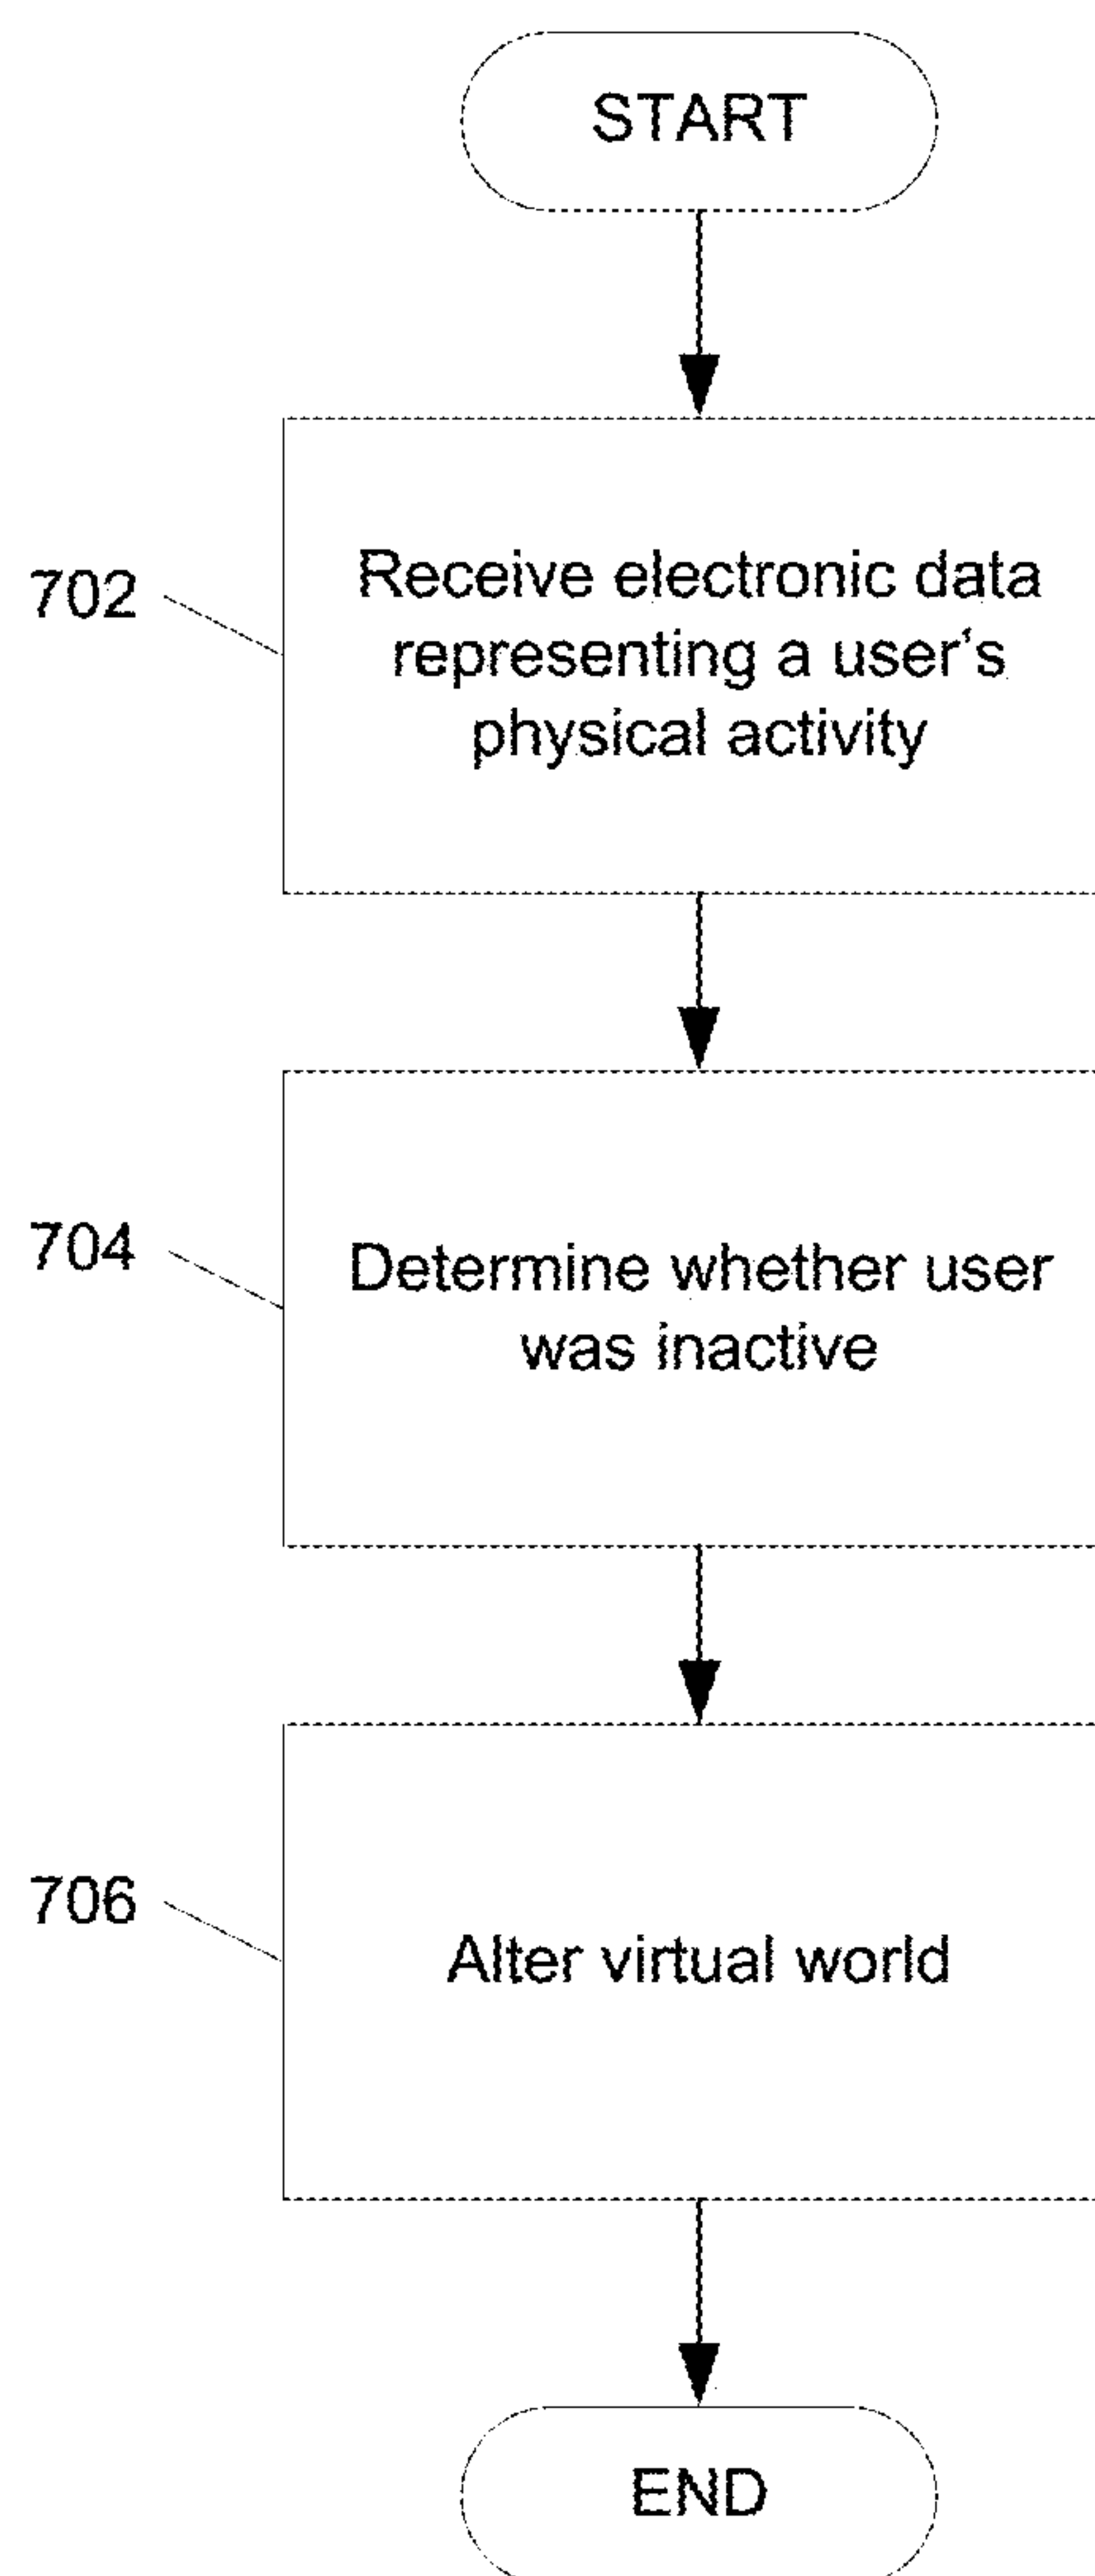 START
702
Receive electronic data
representing a user's
physical activity
704
Determine whether user
was inactive
706
Alter virtual world
END